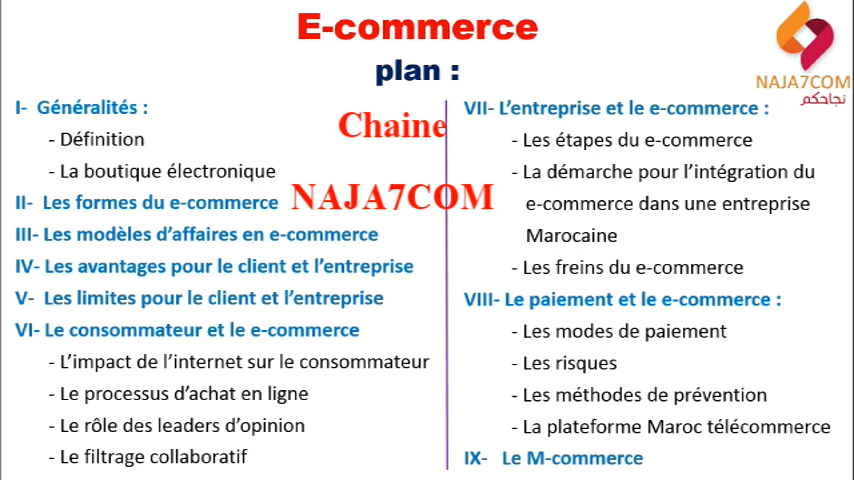 E-commerce
plan :
NAJA7COM
نجاحكم
Chaine
NAJA7COM
I- Généralités :
- Définition
- La boutique électronique
II- Les formes du e-commerce
III- Les modèles d'affaires en e-commerce
IV- Les avantages pour le client et l'entreprise
V- Les limites pour le client et l'entreprise
VI- Le consommateur et le e-commerce
- L'impact de l'internet sur le consommateur
- Le processus d'achat en ligne
- Le rôle des leaders d'opinion
- Le filtrage collaboratif
VII- L'entreprise et le e-commerce :
- Les étapes du e-commerce
- La démarche pour l'intégration du
e-commerce dans une entreprise
Marocaine
- Les freins du e-commerce
VIII- Le paiement et le e-commerce :
- Les modes de paiement
- Les risques
- Les méthodes de prévention
- La plateforme Maroc télécommerce
IX- Le M-commerce